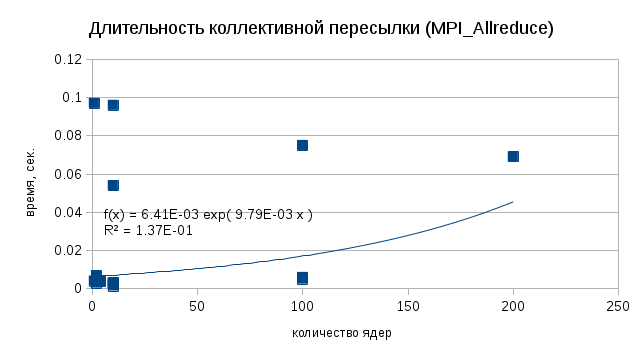 Длительность коллективной пересылки (MPI_Allreduce)
время, сек.
0.12
0.1
0.08
0.06
0.04
0.02
0
f(x) = 6.41E-03 exp( 9.79E-03 x )
R² = 1.37E-01
0 50 100 150 200 250
количество ядер